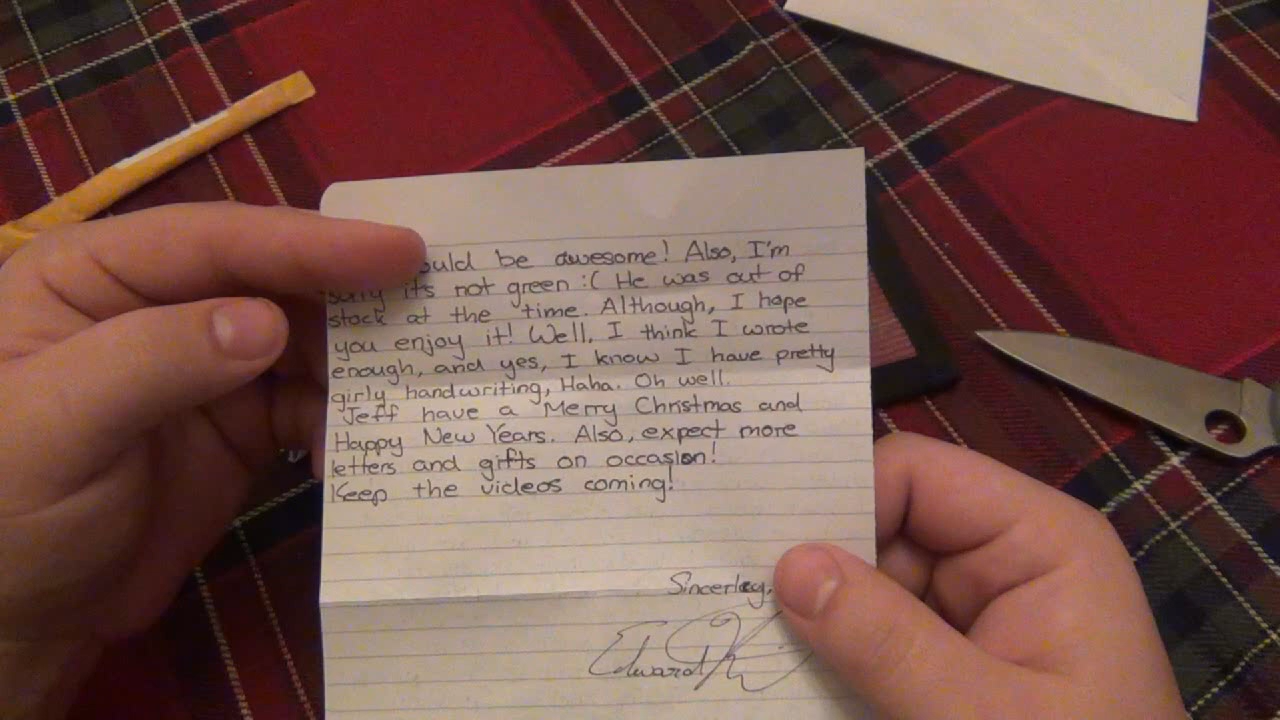 be awesome! Also, I'm
sorry it's not green :( He was out of
stock at the time. Although, I hope
you enjoy it! Well, I think I wrote
enough, and yes, I know I have pretty
girly handwriting, Haha. Oh well.
Jeff have a Merry Christmas and
Happy New Years. Also, expect more
letters and gifts on occasion!
Keep the videos coming!
Sincerley,
Edward